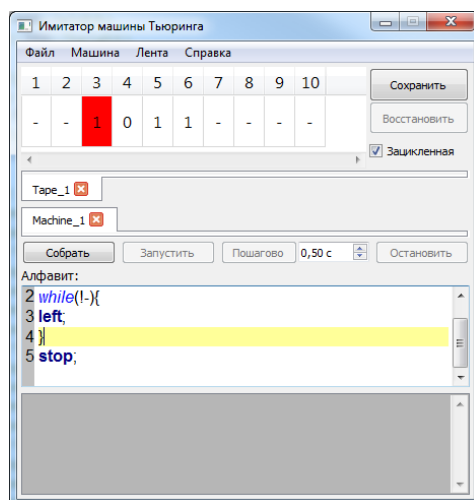 Имитатор машины Тьюринга
Файл Машина Лента Справка
1 2 3 4 5 6 7 8 9 10
- - 1 0 1 1 - - - -
Сохранить
Восстановить
Зацикленная
Tape_1
Machine_1
Собрать Запустить Пошагово 0,50 с Остановить
Алфавит:
2 while(!-){
3 left;
4 }
5 stop;